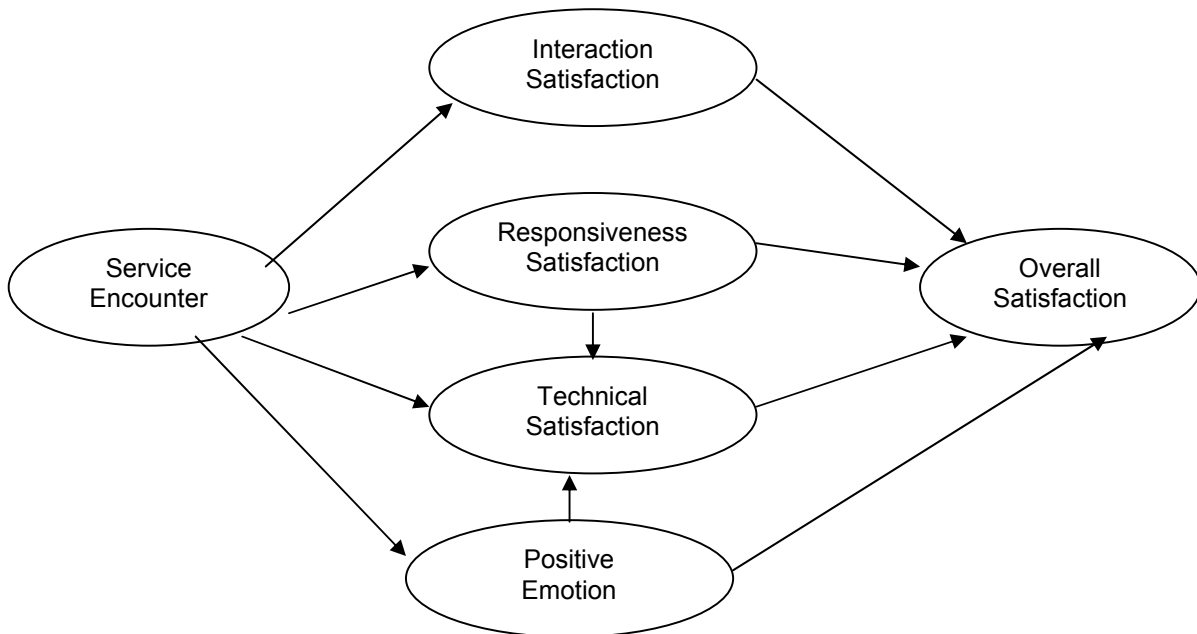 Interaction
Satisfaction
Responsiveness
Satisfaction
Service
Encounter
Overall
Satisfaction
Technical
Satisfaction
Positive
Emotion